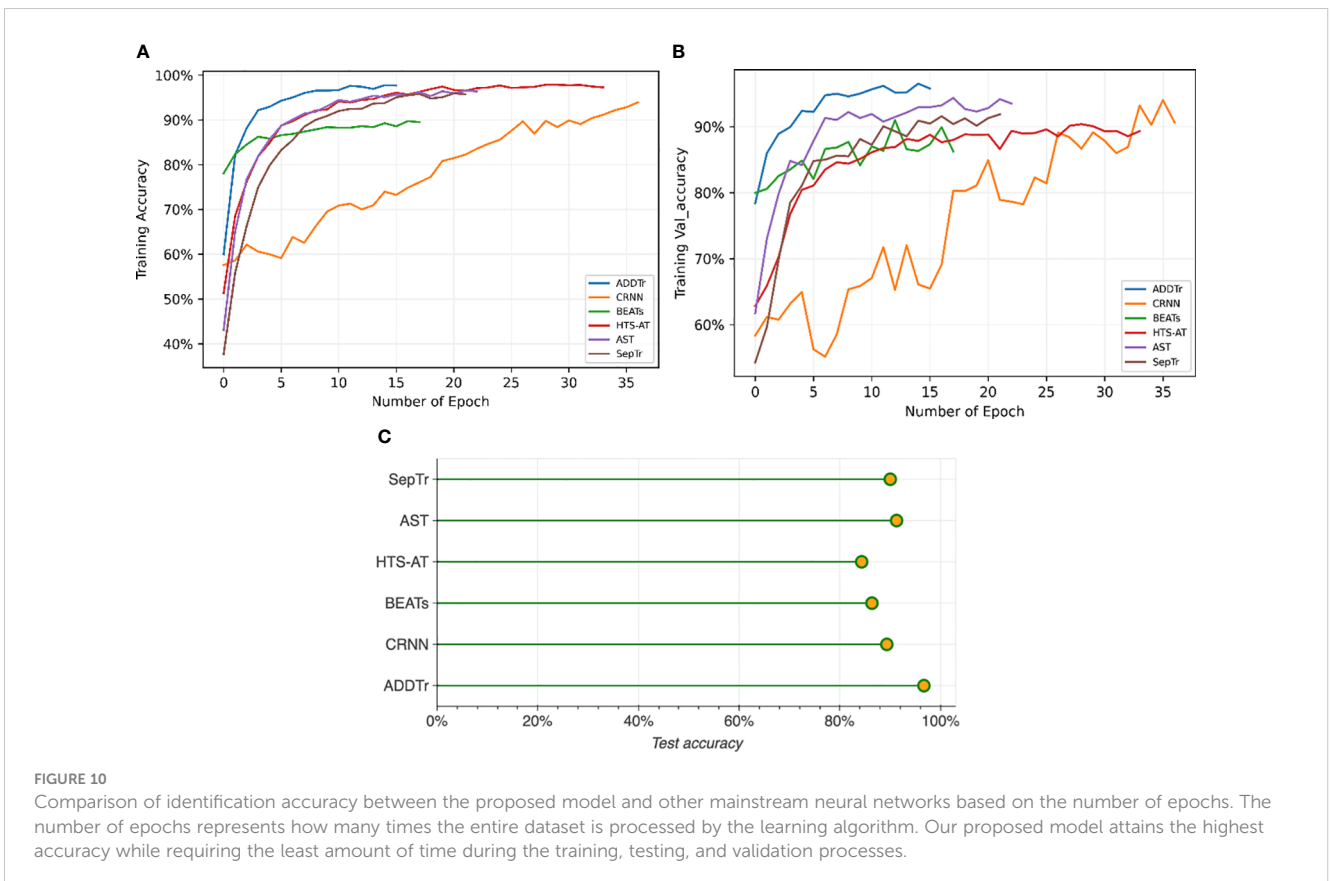 A
100%
90%
80%
70%
60%
50%
40%
Training Accuracy
0 5 10 15 20 25 30 35
Number of Epoch
ADDTr
CRNN
BEATs
HTS-AT
AST
SepTr
B
90%
80%
70%
60%
Training Val_accuracy
0 5 10 15 20 25 30 35
Number of Epoch
ADDTr
CRNN
BEATs
HTS-AT
AST
SepTr
C
SepTr
AST
HTS-AT
BEATs
CRNN
ADDTr
0% 20% 40% 60% 80% 100%
Test accuracy
FIGURE 10
Comparison of identification accuracy between the proposed model and other mainstream neural networks based on the number of epochs. The
number of epochs represents how many times the entire dataset is processed by the learning algorithm. Our proposed model attains the highest
accuracy while requiring the least amount of time during the training, testing, and validation processes.